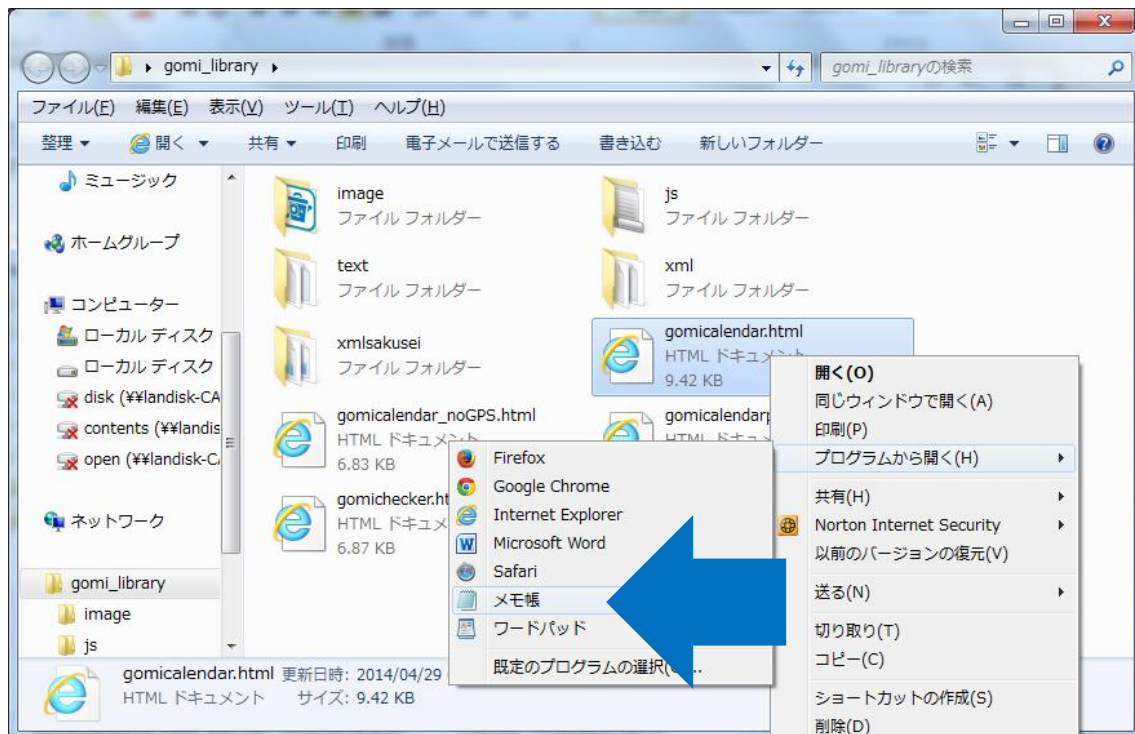 gomi_library
gomi_libraryの検索
ファイル(F) 編集(E) 表示(V) ツール(T) ヘルプ(H)
整理 開く 共有 印刷 電子メールで送信する 書き込む 新しいフォルダー
ミュージック
ホームグループ
コンピューター
ローカル ディスク
ローカル ディスク
disk (¥¥landisk-CA
contents (¥¥landis
open (¥¥landisk-C
ネットワーク
gomi_library
image
js
image
ファイル フォルダー
js
ファイル フォルダー
text
ファイル フォルダー
xml
ファイル フォルダー
xmlsakusei
ファイル フォルダー
gomicalendar.html
HTML ドキュメント
9.42 KB
gomicalendar_noGPS.html
HTML ドキュメント
6.83 KB
gomicalendar
HTML ドキュ
gomichecker.ht
HTML ドキュメ
6.87 KB
開く(O)
同じウィンドウで開く(A)
印刷(P)
プログラムから開く(H)
共有(H)
Norton Internet Security
以前のバージョンの復元(V)
送る(N)
切り取り(T)
コピー(C)
ショートカットの作成(S)
削除(D)
Firefox
Google Chrome
Internet Explorer
Microsoft Word
Safari
メモ帳
ワードパッド
既定のプログラムの選択(
gomicalendar.html 更新日時: 2014/04/29
HTML ドキュメント サイズ: 9.42 KB